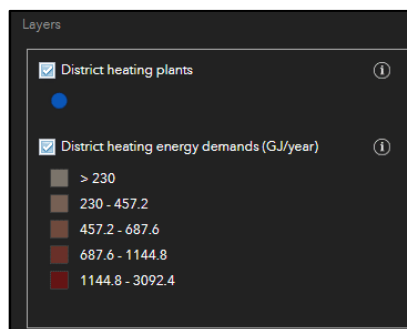 Layers
District heating plants
District heating energy demands (GJ/year)
> 230
230 - 457.2
457.2 - 687.6
687.6 - 1144.8
1144.8 - 3092.4